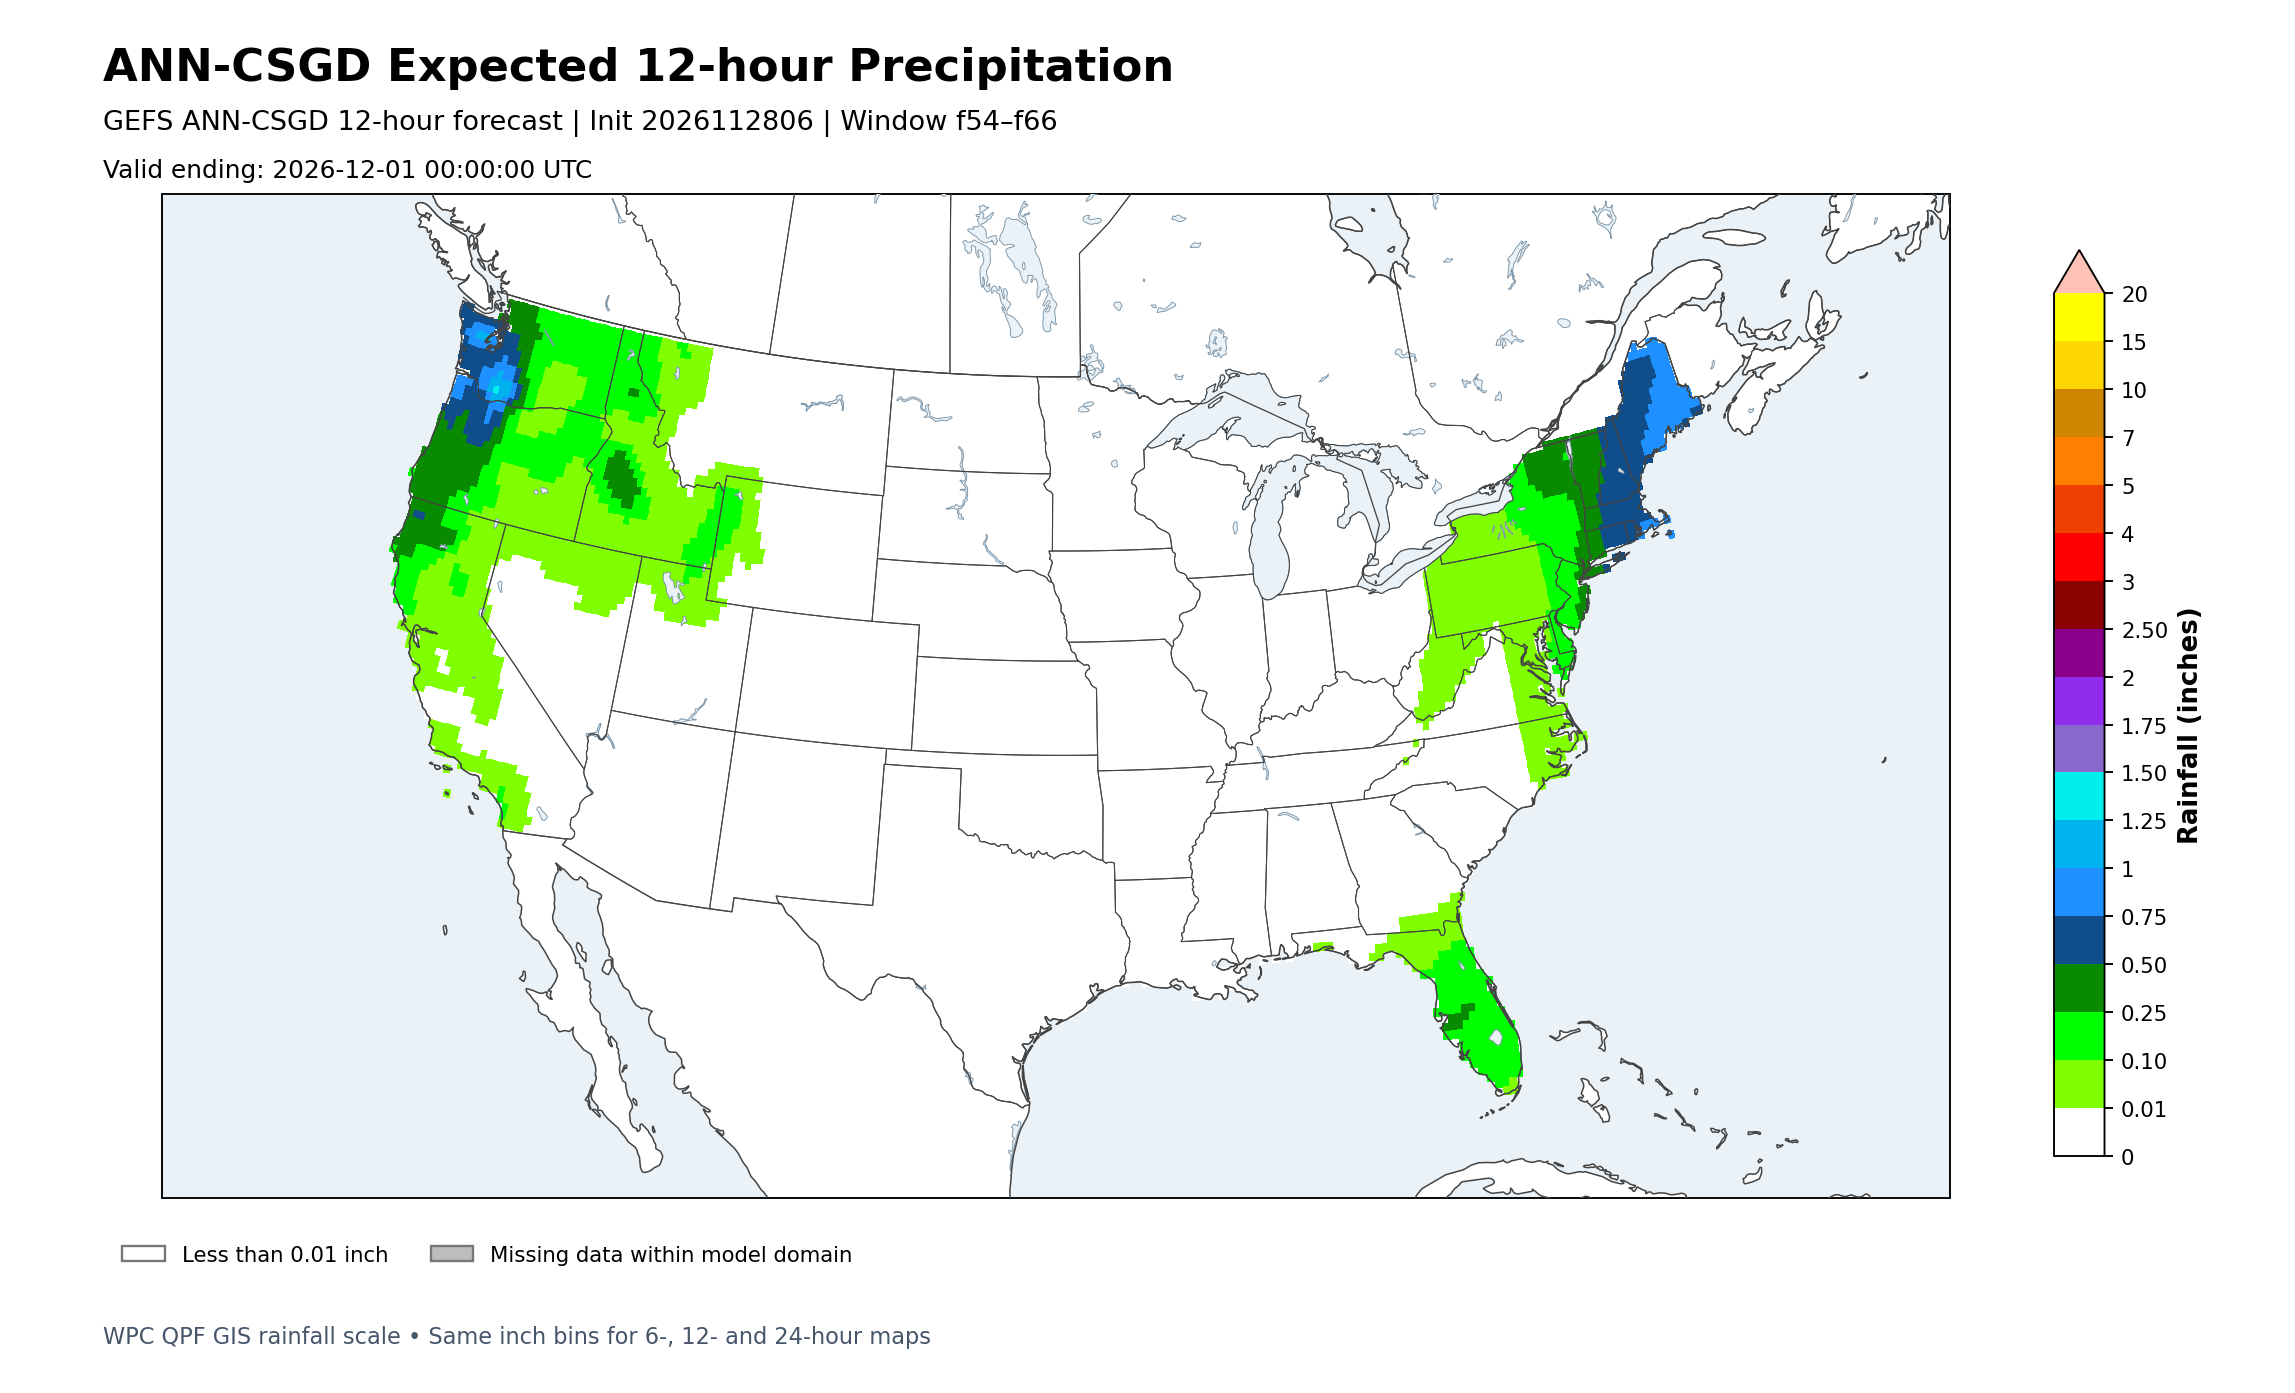 ANN-CSGD Expected 12-hour Precipitation
GEFS ANN-CSGD 12-hour forecast | Init 2026112806 | Window f54–f66
Valid ending: 2026-12-01 00:00:00 UTC
20
15
10
7
5
4
3
2.50
2
1.75
1.50
1.25
1
0.75
0.50
0.25
0.10
0.01
0
Rainfall (inches)
Less than 0.01 inch
Missing data within model domain
WPC QPF GIS rainfall scale • Same inch bins for 6-, 12- and 24-hour maps